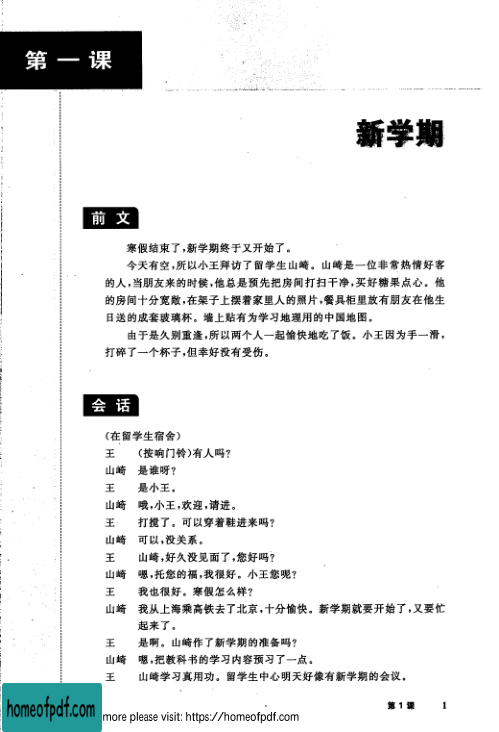 第一课
新学期
前文
寒假结束了,新学期终于又开始了。
今天有空,所以小王拜访了留学生山崎。山崎是一位非常热情好客
的人,当朋友来的时候,他总是预先把房间打扫干净,买好糖果点心。他
的房间十分宽敞,在架子上摆着家里人的照片,餐具柜里放有朋友在他生
日送的成套玻璃杯。墙上贴有为学习地理用的中国地图。
由于是久别重逢,所以两个人一起愉快地吃了饭。小王因为手一滑,
打碎了一个杯子,但幸好没有受伤。
会话
(在留学生宿舍)
王 (按响门铃)有人吗?
山崎 是谁呀?
王 是小王。
山崎 哦,小王,欢迎,请进。
王 打搅了。可以穿着鞋进来吗?
山崎 可以,没关系。
王 山崎,好久没见面了,您好吗?
山崎 嗯,托您的福,我很好。小王您呢?
王 我也很好。寒假怎么样?
山崎 我从上海乘高铁去了北京,十分愉快。新学期就要开始了,又要忙
起来了。
王 是啊。山崎作了新学期的准备吗?
山崎 嗯,把教科书的学习内容预习了一点。
王 山崎学习真用功。留学生中心明天好像有新学期的会议。
第1课 1
homeofpdf.com
more please visit: https://homeofpdf.com